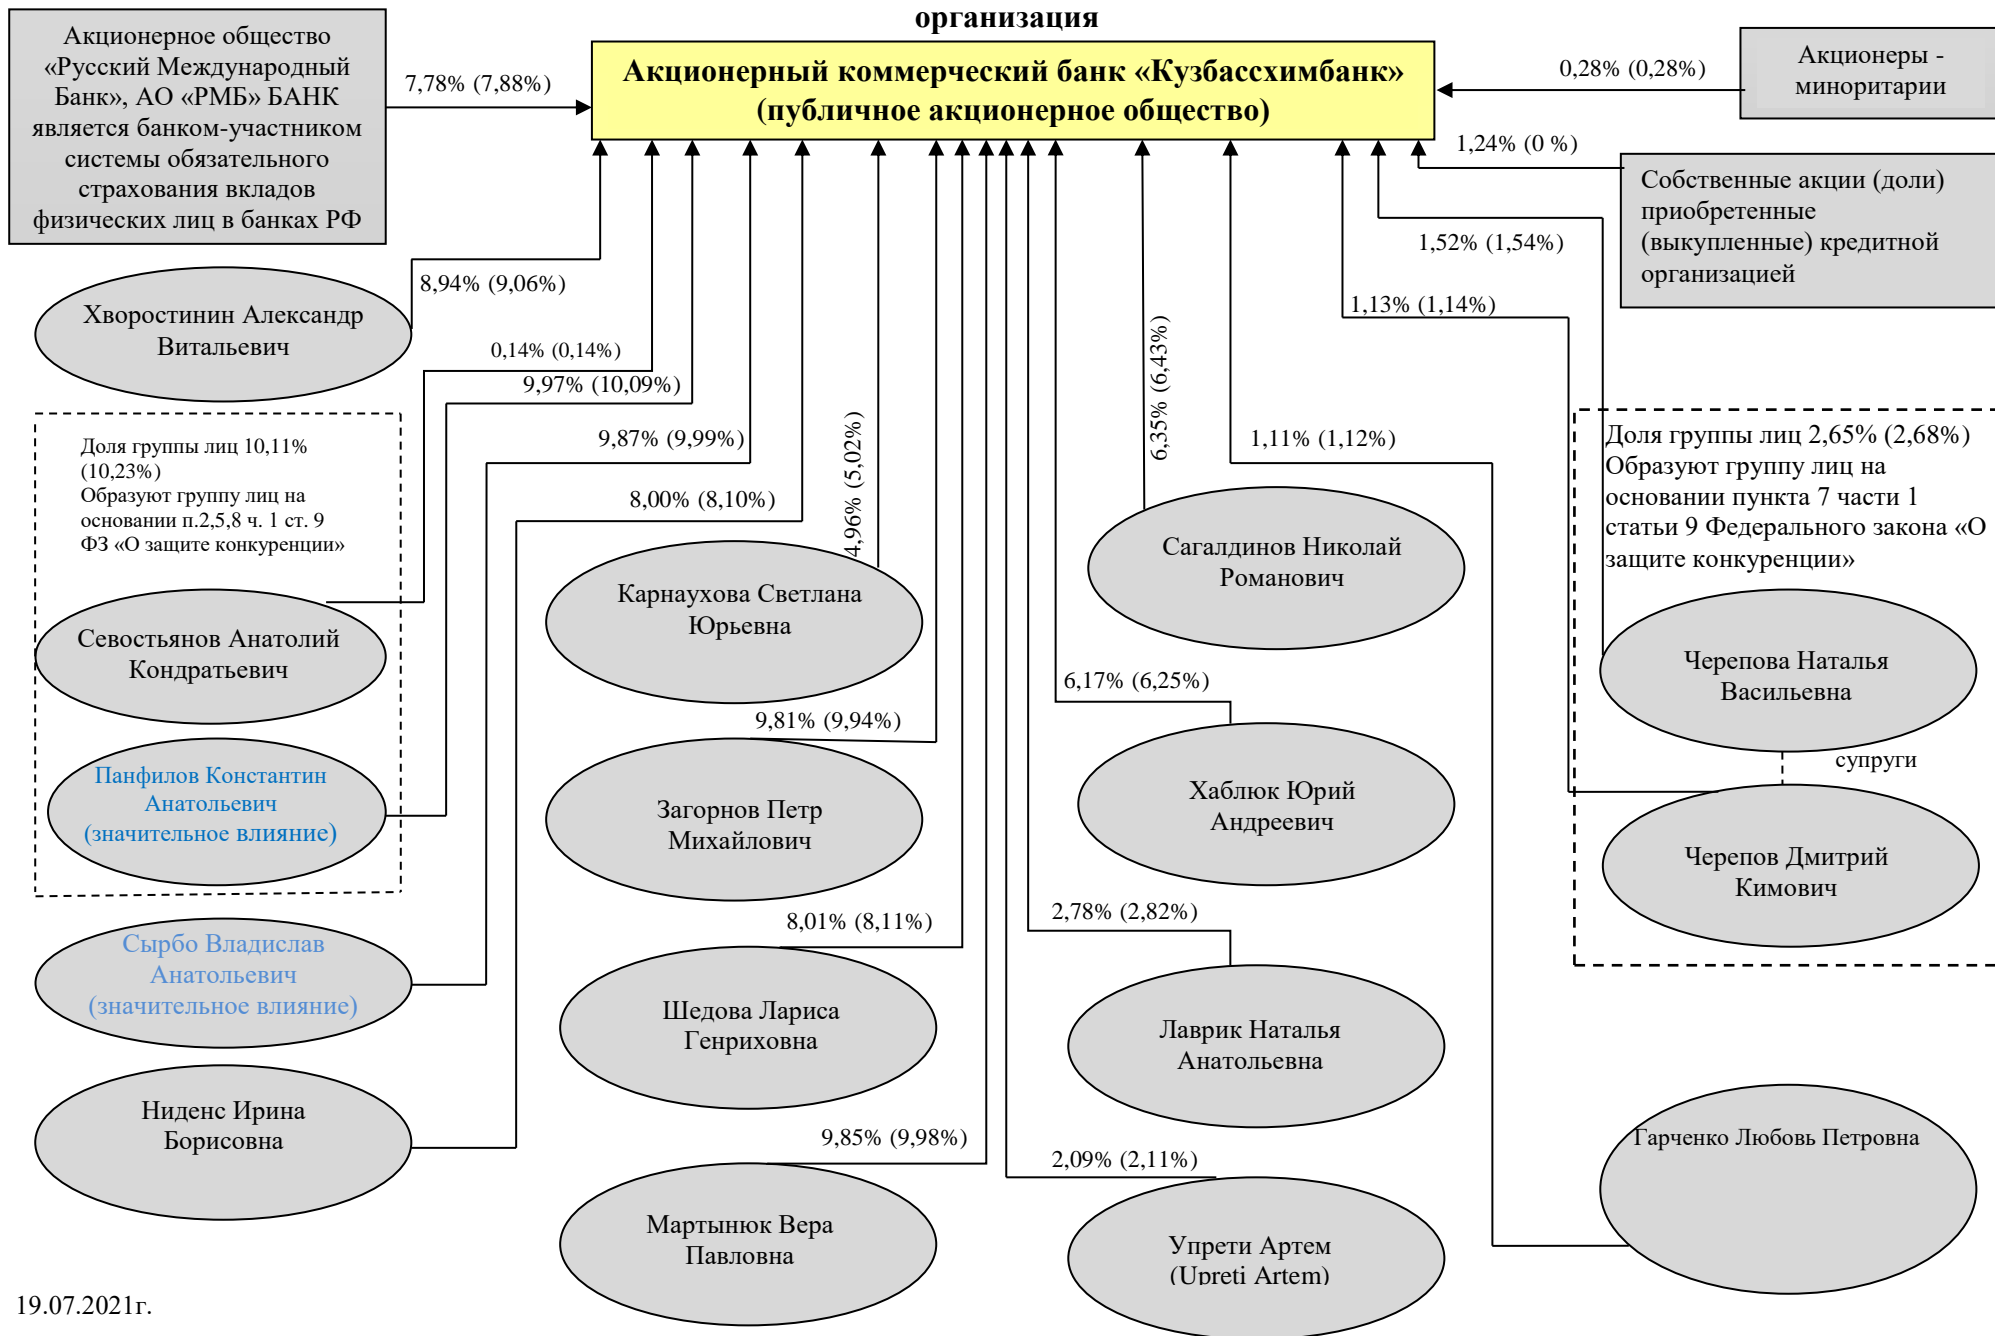 организация
Акционерное общество
«Русский Международный
Банк», АО «РМБ» БАНК
является банком-участником
системы обязательного
страхования вкладов
физических лиц в банках РФ
7,78% (7,88%)
Акционерный коммерческий банк «Кузбассхимбанк»
(публичное акционерное общество)
0,28% (0,28%)
Акционеры -
миноритарии
1,24% (0 %)
Собственные акции (доли)
приобретенные
(выкупленные) кредитной
организацией
1,52% (1,54%)
1,13% (1,14%)
8,94% (9,06%)
Хворостинин Александр
Витальевич
0,14% (0,14%)
9,97% (10,09%)
9,87% (9,99%)
8,00% (8,10%)
4,96% (5,02%)
6,35% (6,43%)
1,11% (1,12%)
Доля группы лиц 10,11%
(10,23%)
Образуют группу лиц на
основании п.2,5,8 ч. 1 ст. 9
ФЗ «О защите конкуренции»
Севостьянов Анатолий
Кондратьевич
Панфилов Константин
Анатольевич
(значительное влияние)
Сырбо Владислав
Анатольевич
(значительное влияние)
Ниденс Ирина
Борисовна
Карнаухова Светлана
Юрьевна
9,81% (9,94%)
Загорнов Петр
Михайлович
8,01% (8,11%)
Шедова Лариса
Генриховна
9,85% (9,98%)
Мартынюк Вера
Павловна
Сагалдинов Николай
Романович
6,17% (6,25%)
Хаблюк Юрий
Андреевич
2,78% (2,82%)
Лаврик Наталья
Анатольевна
2,09% (2,11%)
Упрети Артем
(Upreti Artem)
Доля группы лиц 2,65% (2,68%)
Образуют группу лиц на
основании пункта 7 части 1
статьи 9 Федерального закона «О
защите конкуренции»
Черепова Наталья
Васильевна
супруги
Черепов Дмитрий
Кимович
Гарченко Любовь Петровна
19.07.2021г.